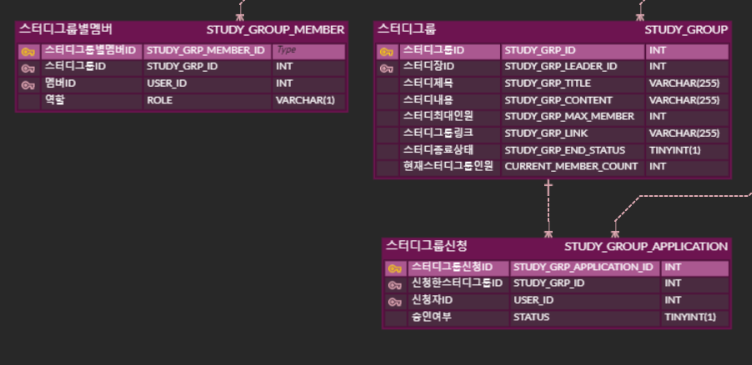 스터디그룹별멤버 STUDY_GROUP_MEMBER
스터디그룹별멤버ID STUDY_GRP_MEMBER_ID Type
스터디그룹ID STUDY_GRP_ID INT
멤버ID USER_ID INT
역할 ROLE VARCHAR(1)
스터디그룹 STUDY_GROUP
스터디그룹ID STUDY_GRP_ID INT
스터디장ID STUDY_GRP_LEADER_ID INT
스터디제목 STUDY_GRP_TITLE VARCHAR(255)
스터디내용 STUDY_GRP_CONTENT VARCHAR(255)
스터디최대인원 STUDY_GRP_MAX_MEMBER INT
스터디그룹링크 STUDY_GRP_LINK VARCHAR(255)
스터디종료상태 STUDY_GRP_END_STATUS TINYINT(1)
현재스터디그룹인원 CURRENT_MEMBER_COUNT INT
스터디그룹신청 STUDY_GROUP_APPLICATION
스터디그룹신청ID STUDY_GRP_APPLICATION_ID INT
신청한스터디그룹ID STUDY_GRP_ID INT
신청자ID USER_ID INT
승인여부 STATUS TINYINT(1)